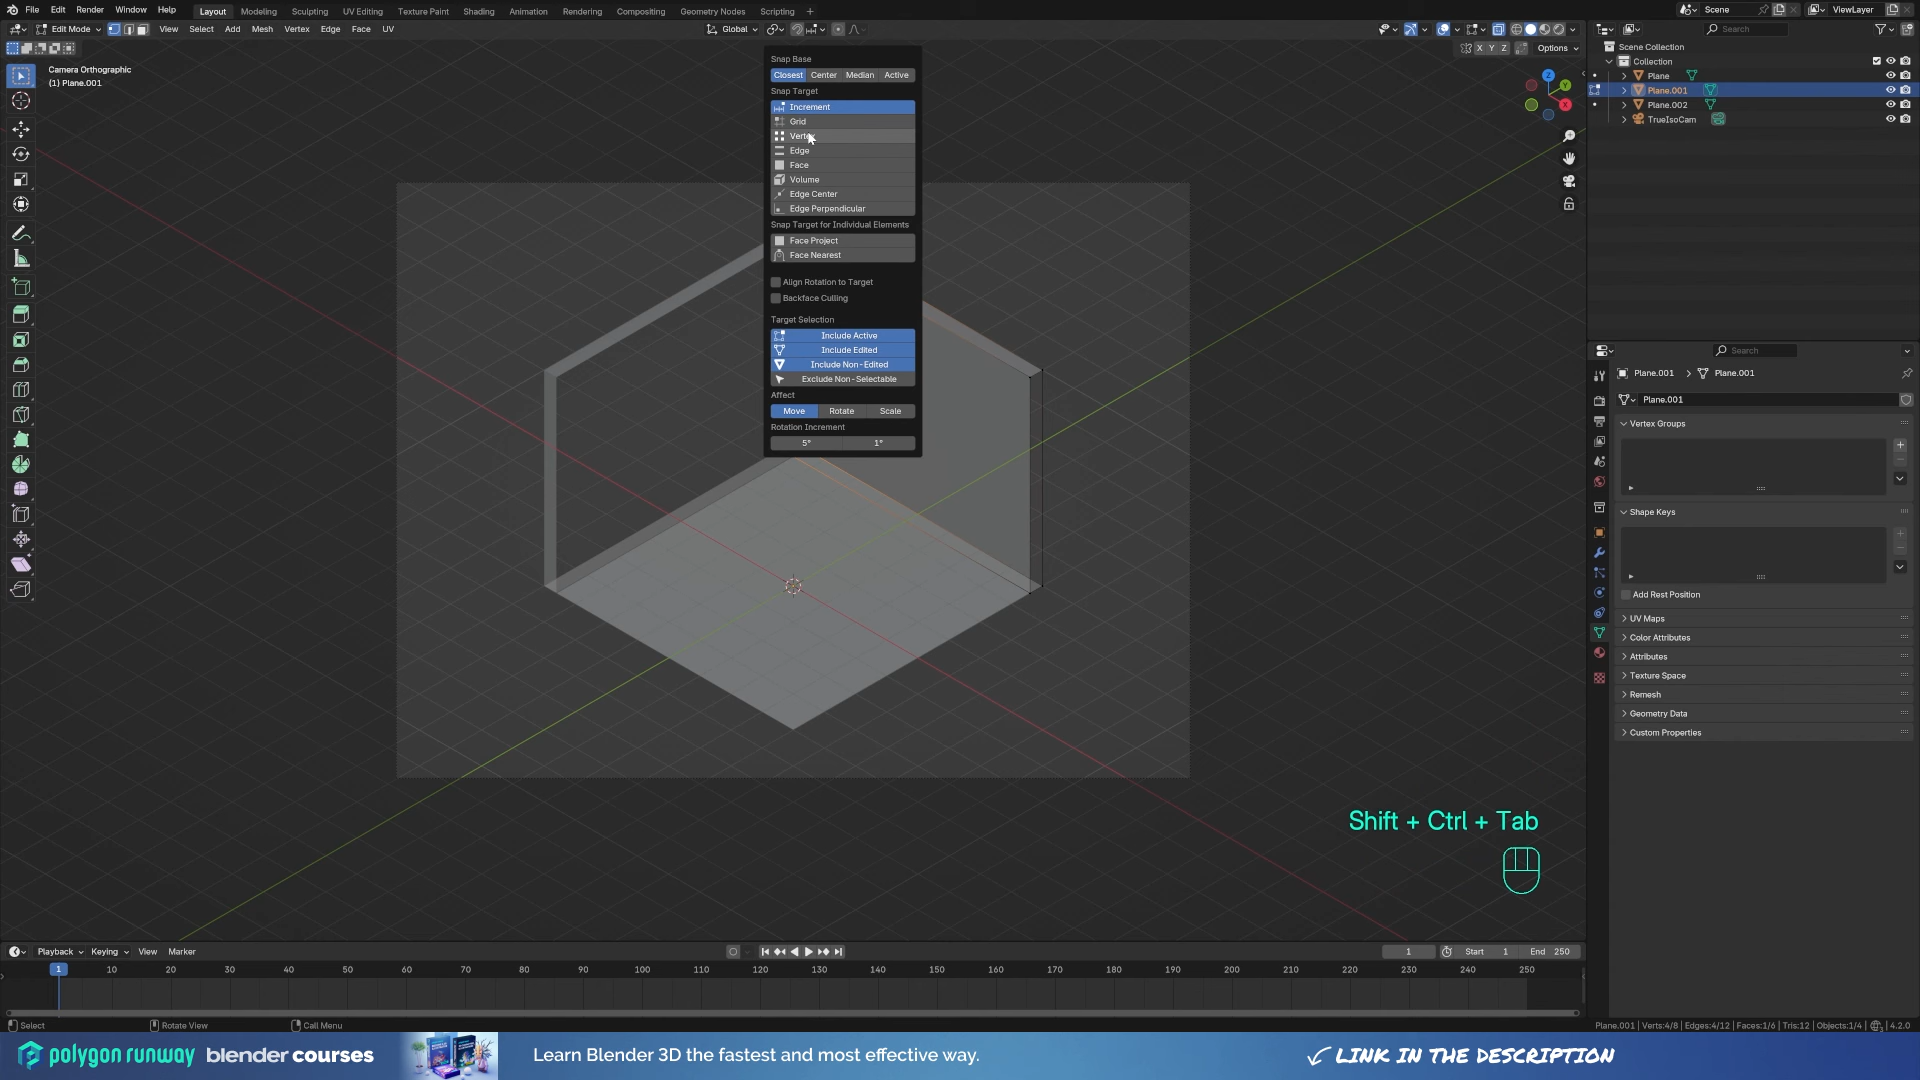 File Edit Render Window Help Layout Modeling Sculpting UV Editing Texture Paint Shading Animation Rendering Compositing Geometry Nodes Scripting + Scene ViewLayer
Edit Mode View Select Add Mesh Vertex Edge Face UV Global Search
X Y Z Options
Camera Orthographic
(1) Plane.001
Snap Base
Closest Center Median Active
Snap Target
Increment
Grid
Vertex
Edge
Face
Volume
Edge Center
Edge Perpendicular
Snap Target for Individual Elements
Face Project
Face Nearest
Align Rotation to Target
Backface Culling
Target Selection
Include Active
Include Edited
Include Non-Edited
Exclude Non-Selectable
Affect
Move Rotate Scale
Rotation Increment
5° 1°
Z
Y
X
Scene Collection
Collection
Plane
Plane.001
Plane.002
TrueIsoCam
Search
Plane.001 > Plane.001
Plane.001
Vertex Groups
Shape Keys
Add Rest Position
UV Maps
Color Attributes
Attributes
Texture Space
Remesh
Geometry Data
Custom Properties
Shift + Ctrl + Tab
Playback Keying View Marker 1 Start 1 End 250
1 10 20 30 40 50 60 70 80 90 100 110 120 130 140 150 160 170 180 190 200 210 220 230 240 250
Select Rotate View Call Menu Plane.001 | Verts:4/8 | Edges:4/12 | Faces:1/6 | Tris:12 | Objects:1/4 | 4.2.0
polygon runway blender courses Learn Blender 3D the fastest and most effective way. LINK IN THE DESCRIPTION